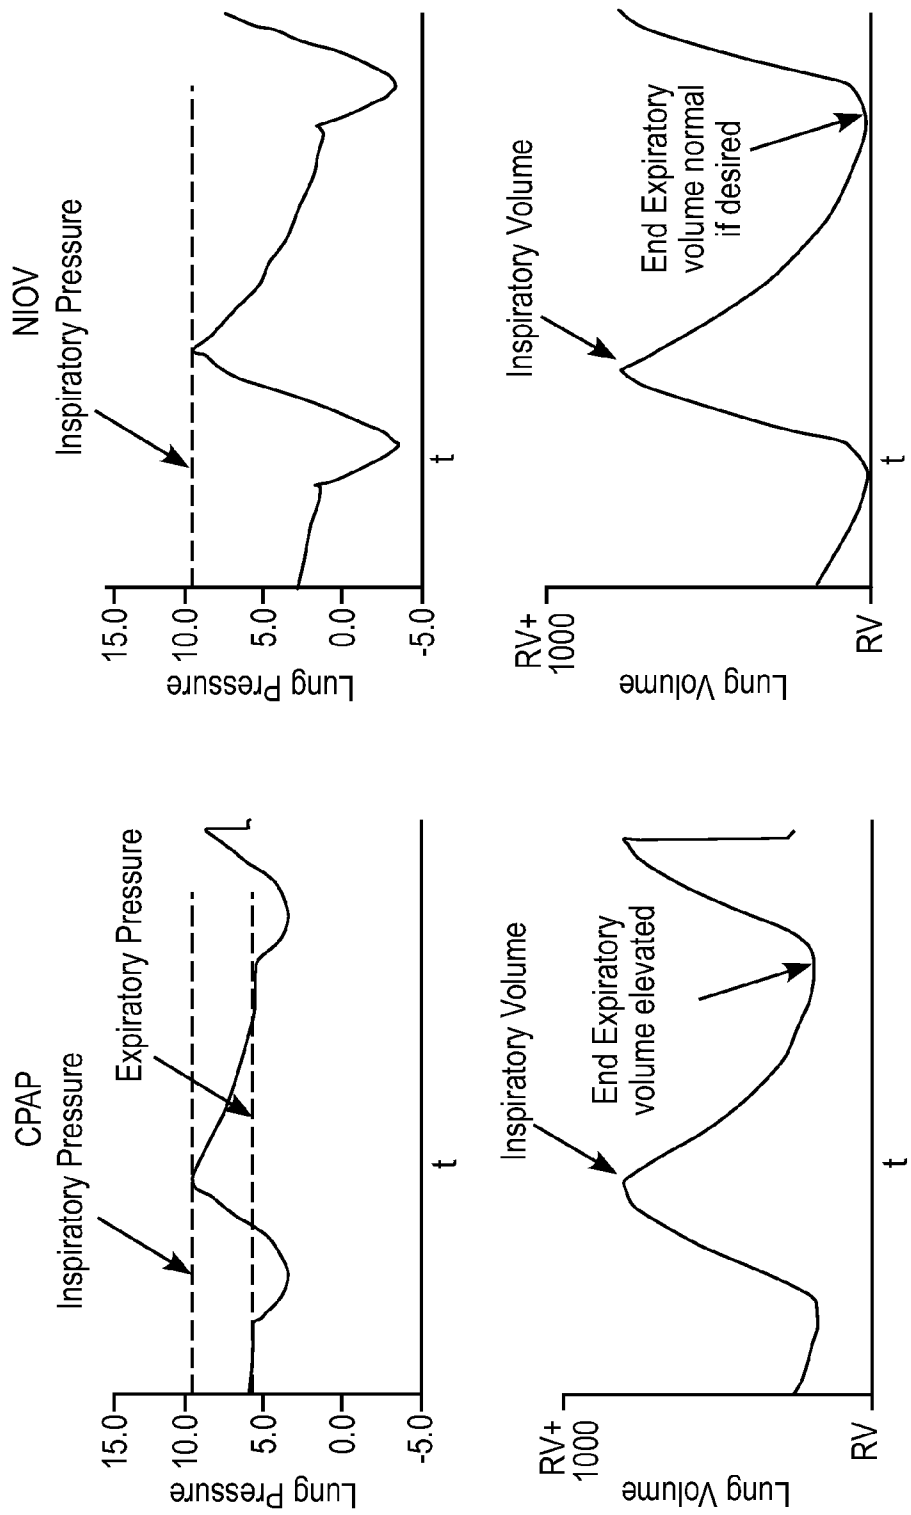 CPAP
Inspiratory Pressure
Expiratory Pressure
15.0
10.0
5.0
0.0
-5.0
Lung Pressure
t
Inspiratory Volume
End Expiratory
volume elevated
RV+
1000
RV
Lung Volume
t
NIOV
Inspiratory Pressure
15.0
10.0
5.0
0.0
-5.0
Lung Pressure
t
Inspiratory Volume
End Expiratory
volume normal
if desired
RV+
1000
RV
Lung Volume
t